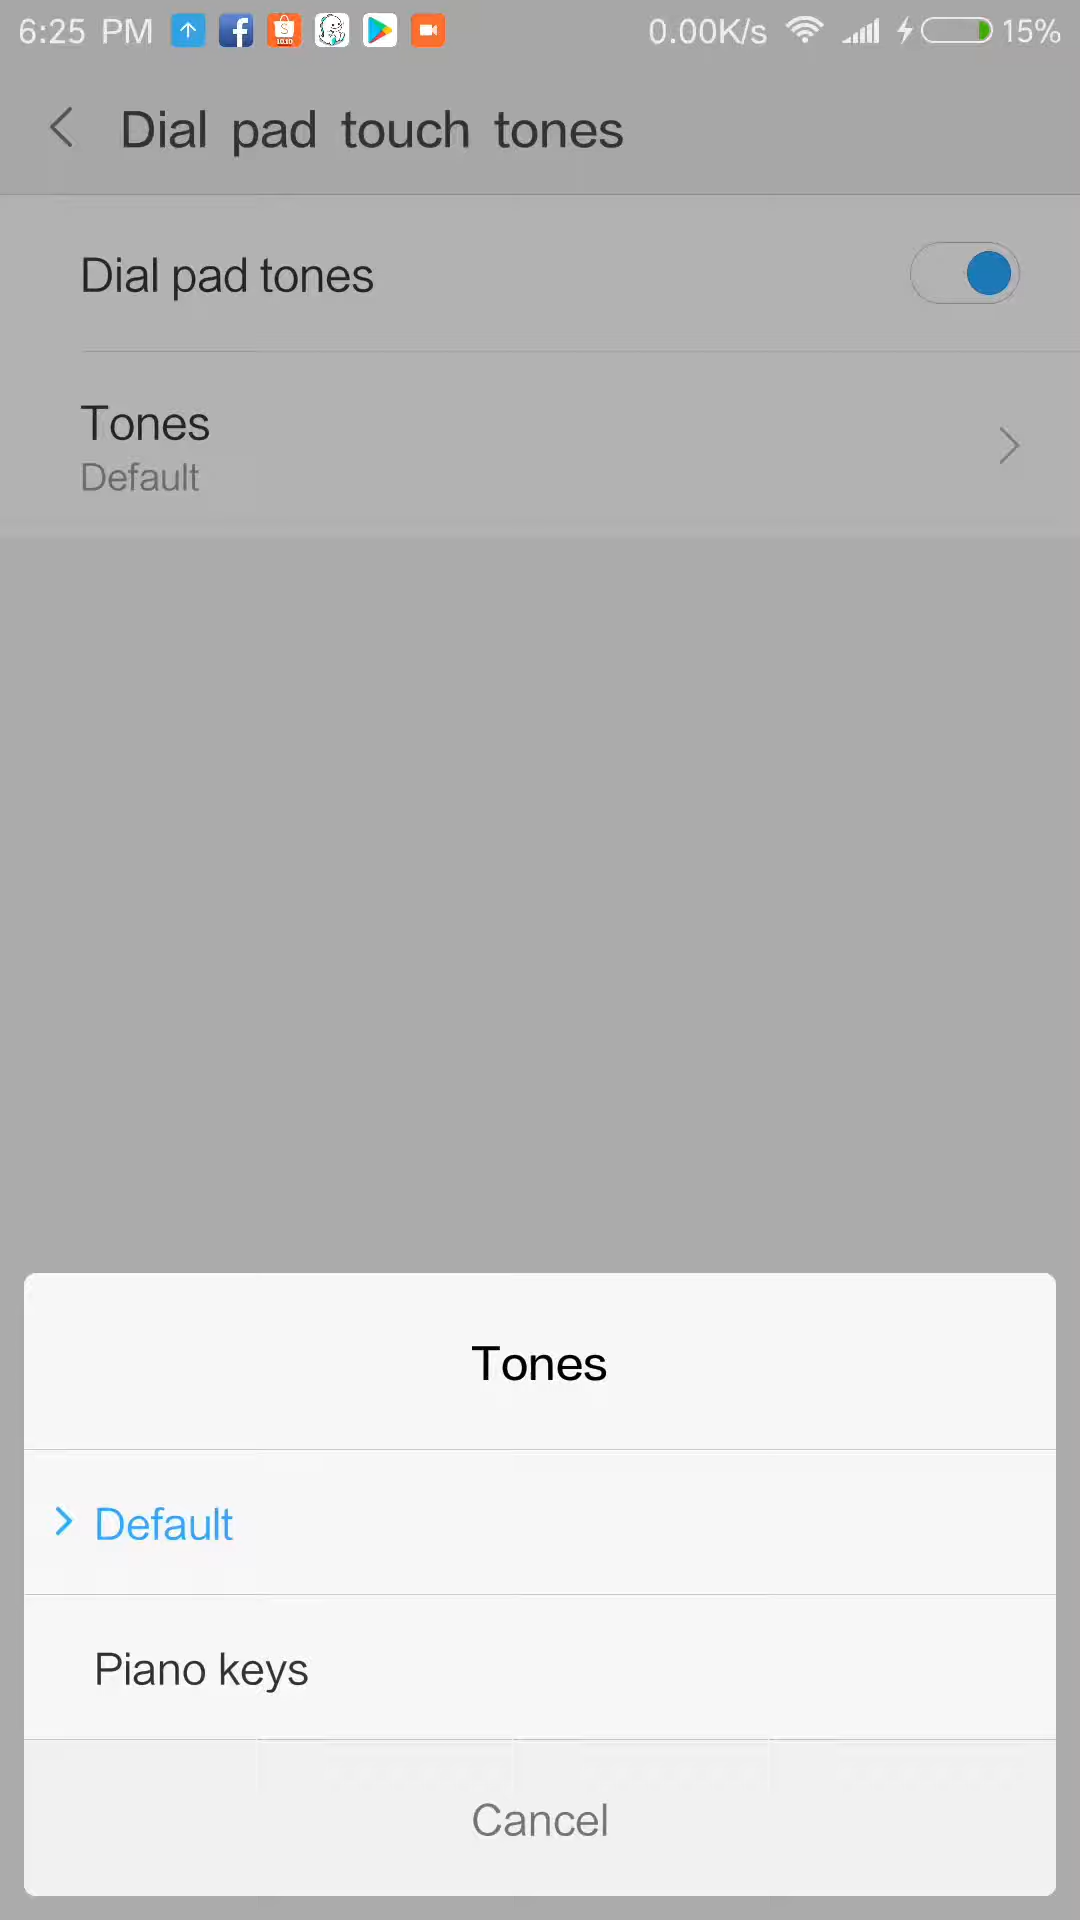 6:25 PM 0.00K/s 15%
Dial pad touch tones
Dial pad tones
Tones
Default
Tones
Default
Piano keys
Cancel